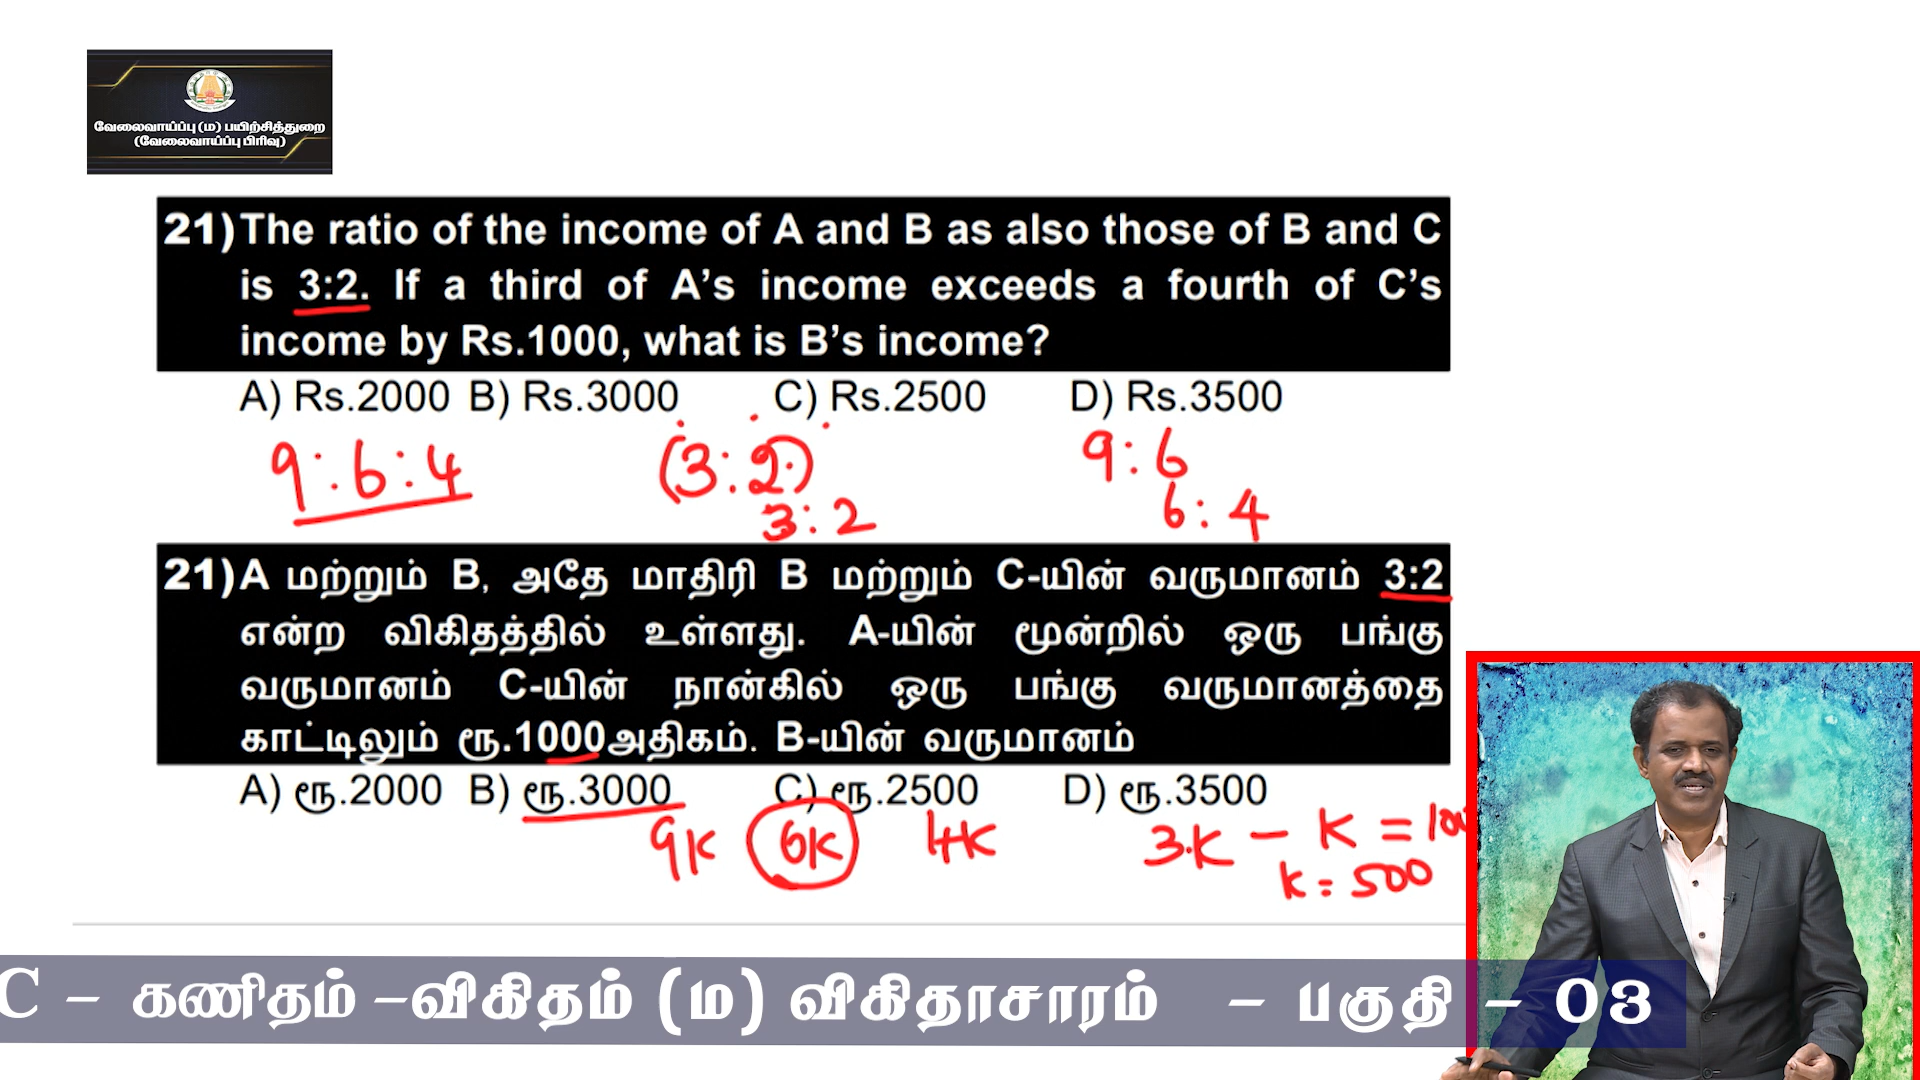 வேலைவாய்ப்பு (ம) பயிற்சித்துறை
(வேலைவாய்ப்பு பிரிவு)
21) The ratio of the income of A and B as also those of B and C
is 3:2. If a third of A's income exceeds a fourth of C's
income by Rs.1000, what is B's income?
A) Rs.2000 B) Rs.3000 C) Rs.2500 D) Rs.3500
9:6:4 (3:2) 9:6
3:2 6:4
21) A மற்றும் B, அதே மாதிரி B மற்றும் C-யின் வருமானம் 3:2
என்ற விகிதத்தில் உள்ளது. A-யின் மூன்றில் ஒரு பங்கு
வருமானம் C-யின் நான்கில் ஒரு பங்கு வருமானத்தை
காட்டிலும் ரூ.1000அதிகம். B-யின் வருமானம்
A) ரூ.2000 B) ரூ.3000 C) ரூ.2500 D) ரூ.3500
9K 6K 4K 3K - K = 100
K = 500
C – கணிதம் –விகிதம் (ம) விகிதாசாரம் – பகுதி – 03